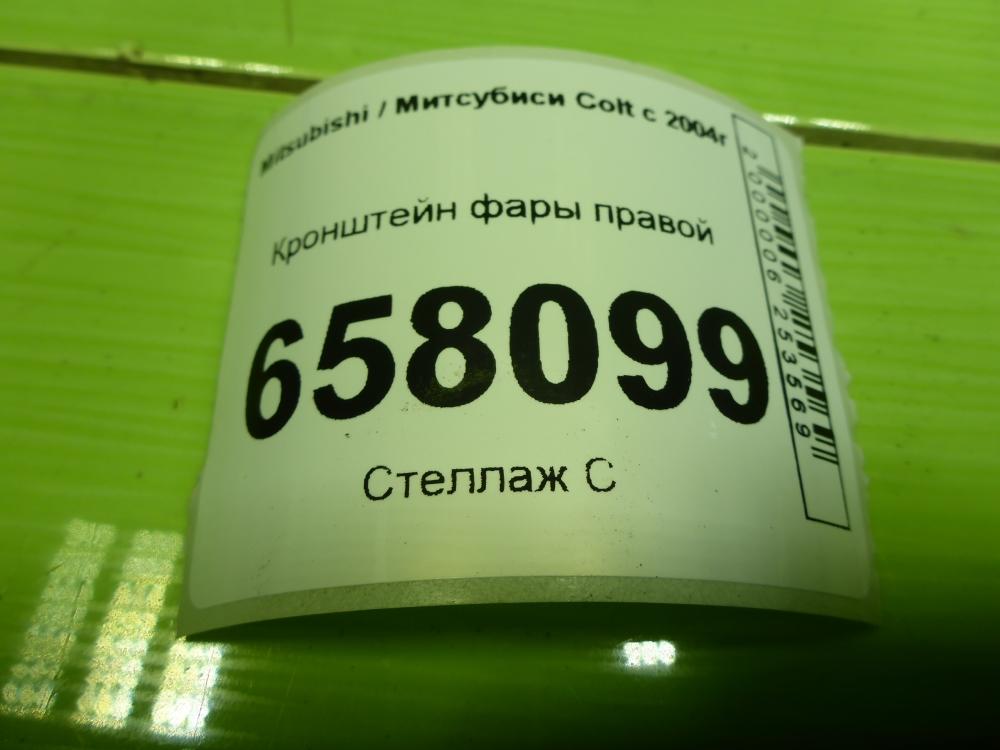 Mitsubishi / Митсубиси Colt с 2004г
Кронштейн фары правой
658099
Стеллаж С
2000006253569